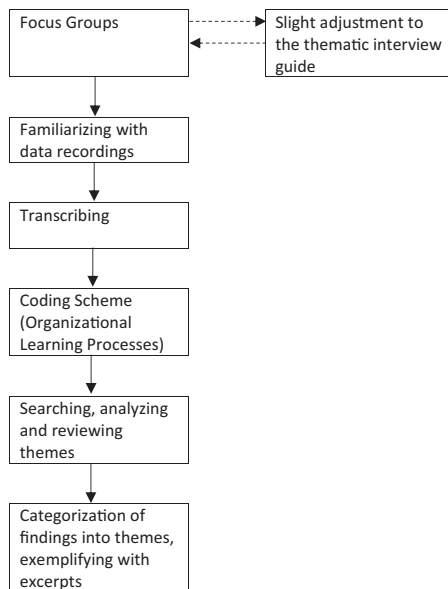 Focus Groups
Slight adjustment to
the thematic interview
guide
Familiarizing with
data recordings
Transcribing
Coding Scheme
(Organizational
Learning Processes)
Searching, analyzing
and reviewing
themes
Categorization of
findings into themes,
exemplifying with
excerpts